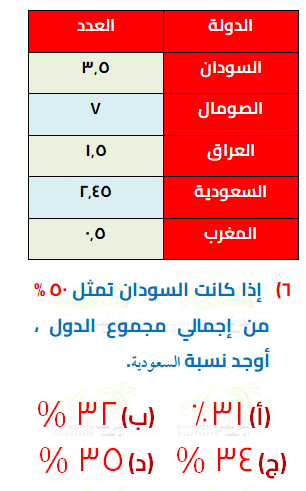 الدولة العدد
السودان ٣,٥
الصومال ٧
العراق ١,٥
السعودية ٢,٤٥
المغرب ٠,٥
٦) إذا كانت السودان تمثل ٥٠ %
من إجمالي مجموع الدول ،
أوجد نسبة السعودية.
(أ) ٣١٪ (ب) ٣٢ %
(ج) ٣٤ % (د) ٣٥ %